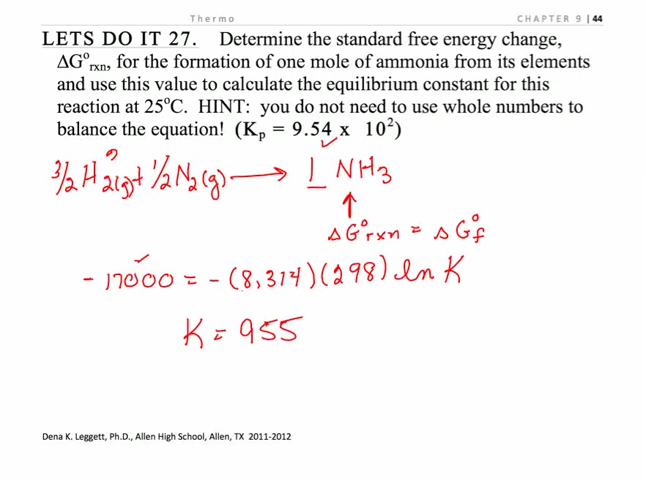 Thermo CHAPTER 9 | 44
LETS DO IT 27. Determine the standard free energy change,
ΔG°rxn, for the formation of one mole of ammonia from its elements
and use this value to calculate the equilibrium constant for this
reaction at 25°C. HINT: you do not need to use whole numbers to
balance the equation! (Kp = 9.54 x 10²)
3/2 H2(g) + 1/2 N2(g) ⟶ 1 NH3
↑
ΔG°rxn = ΔG°f
-17000 = -(8,314)(298) ln K
K = 955
Dena K. Leggett, Ph.D., Allen High School, Allen, TX 2011-2012